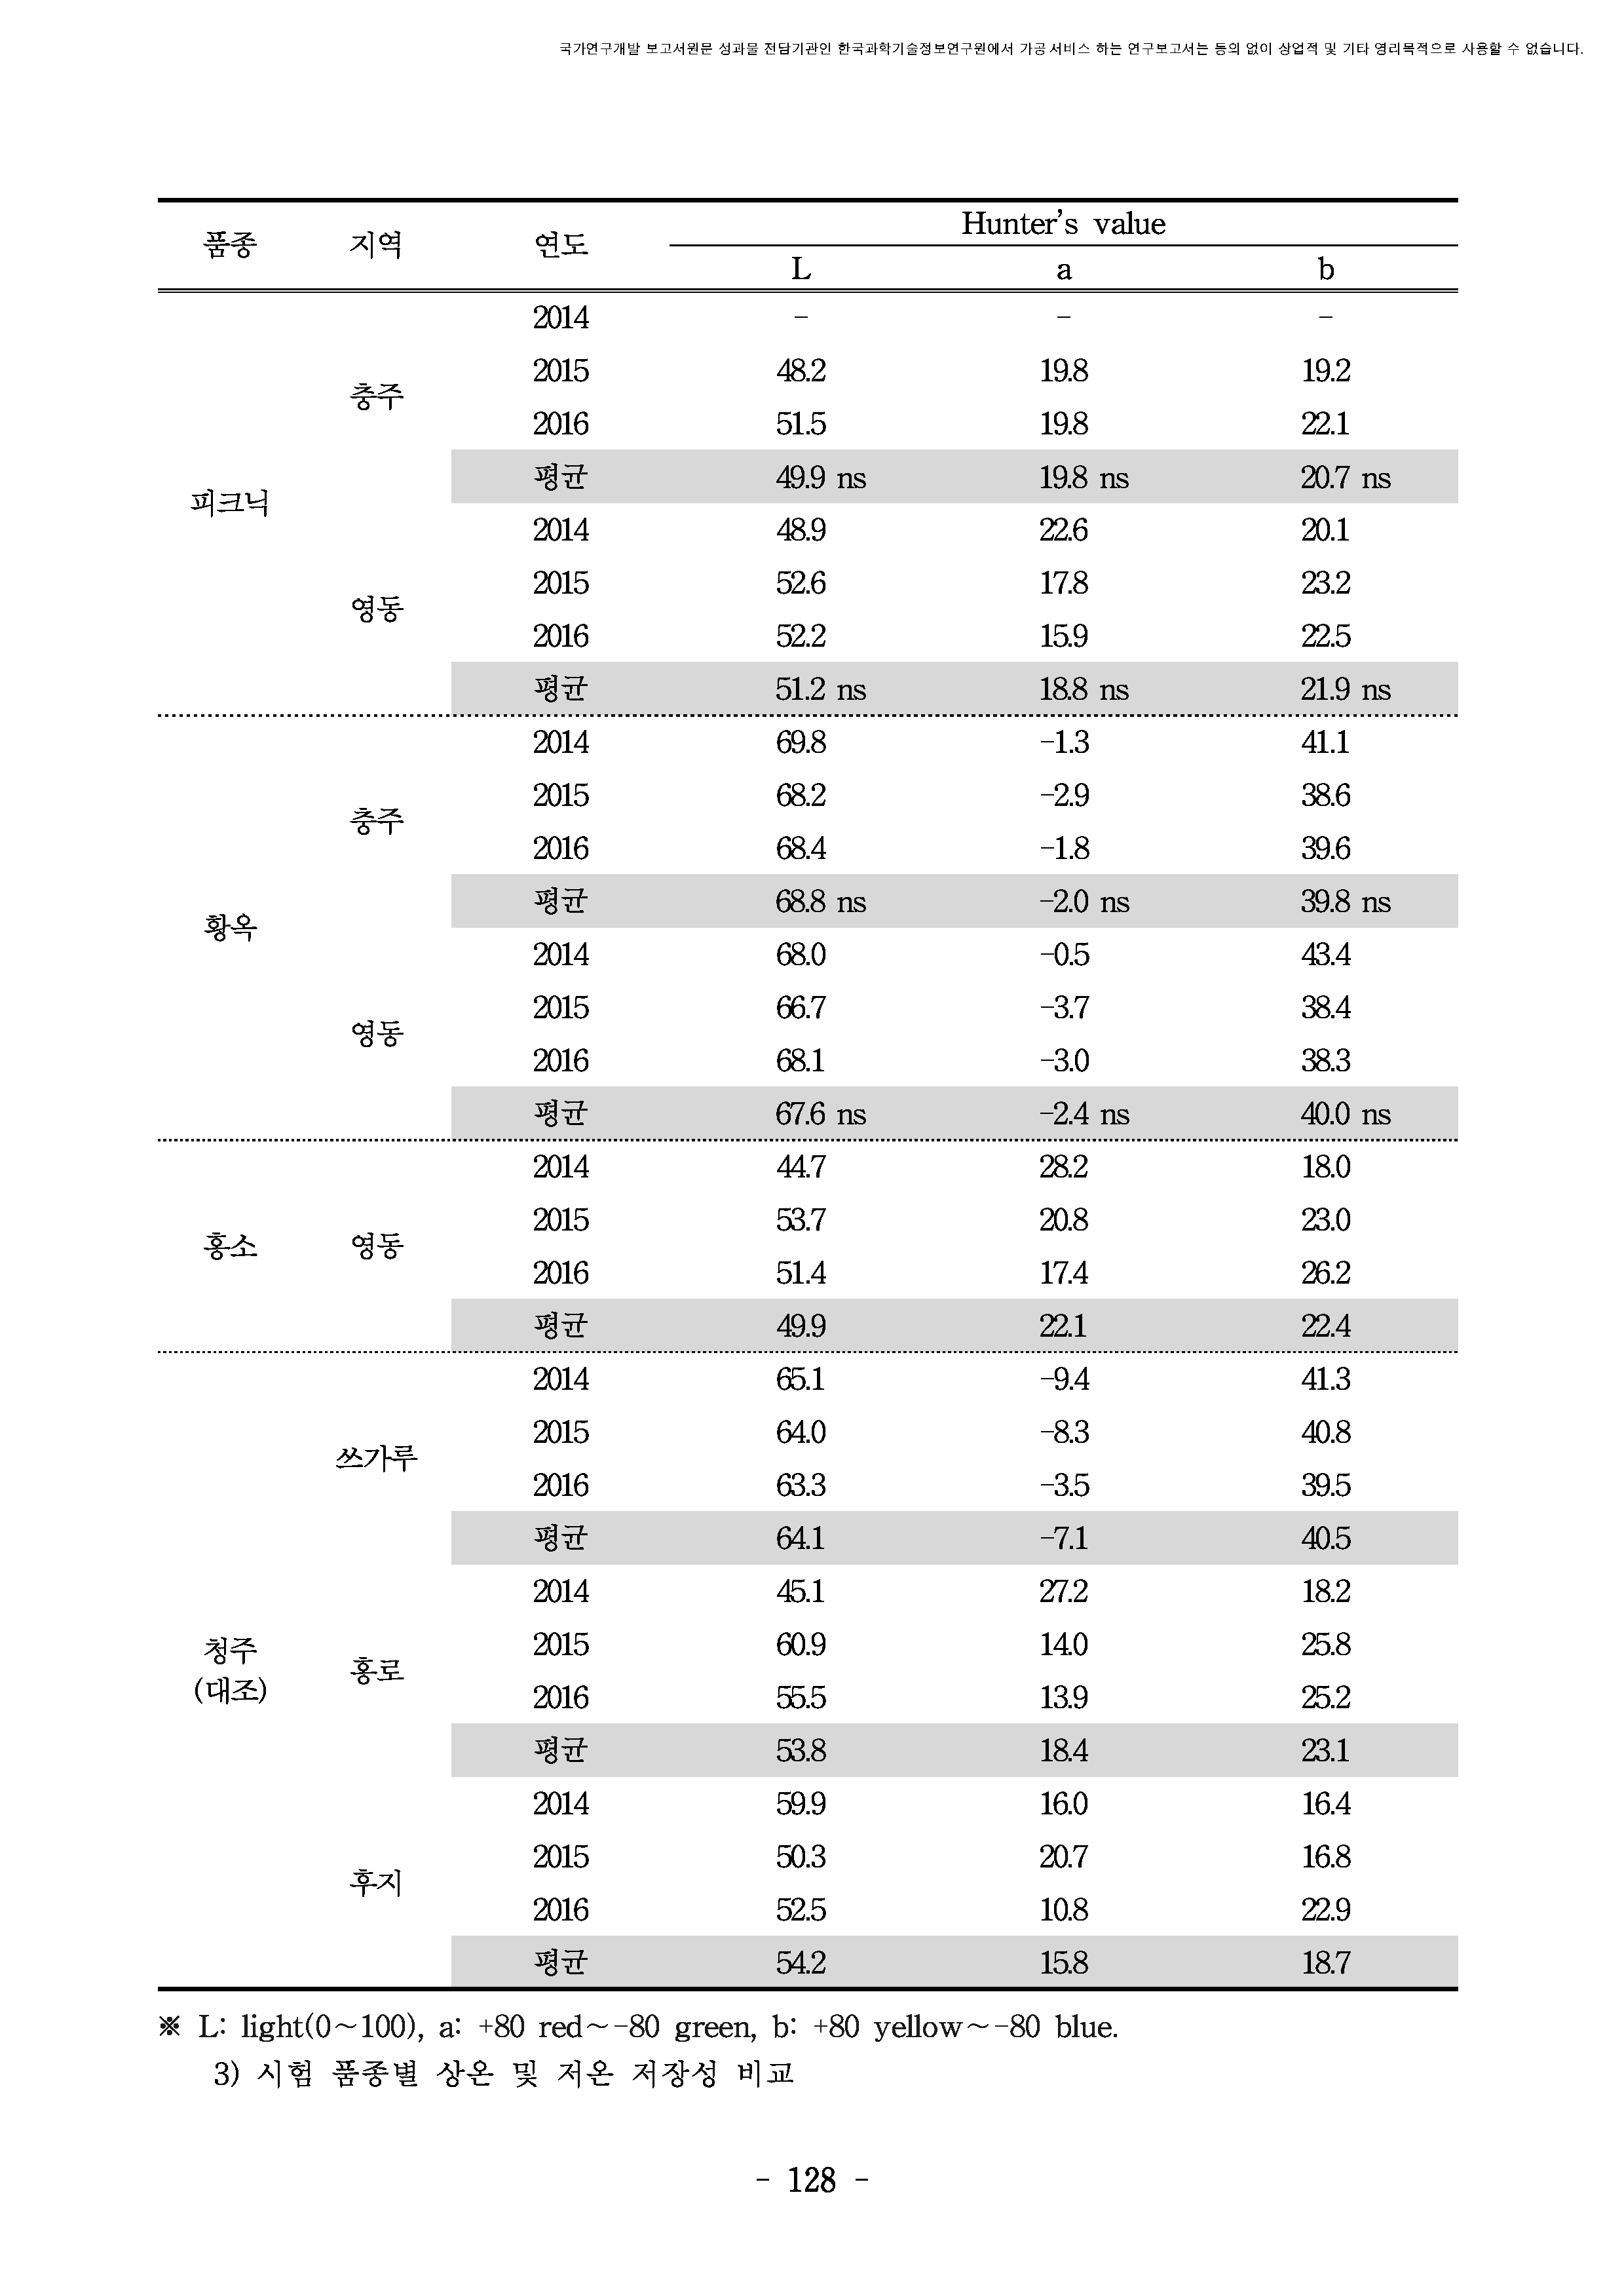 국가연구개발 보고서원문 성과물 전담기관인 한국과학기술정보연구원에서 가공·서비스 하는 연구보고서는 동의 없이 상업적 및 기타 영리목적으로 사용할 수 없습니다.
품종 지역 연도 Hunter's value
L a b
2014 - - -
2015 48.2 19.8 19.2
충주
2016 51.5 19.8 22.1
평균 49.9 ns 19.8 ns 20.7 ns
피크닉
2014 48.9 22.6 20.1
2015 52.6 17.8 23.2
영동
2016 52.2 15.9 22.5
평균 51.2 ns 18.8 ns 21.9 ns
2014 69.8 -1.3 41.1
2015 68.2 -2.9 38.6
충주
2016 68.4 -1.8 39.6
평균 68.8 ns -2.0 ns 39.8 ns
황옥
2014 68.0 -0.5 43.4
2015 66.7 -3.7 38.4
영동
2016 68.1 -3.0 38.3
평균 67.6 ns -2.4 ns 40.0 ns
2014 44.7 28.2 18.0
2015 53.7 20.8 23.0
홍소 영동
2016 51.4 17.4 26.2
평균 49.9 22.1 22.4
2014 65.1 -9.4 41.3
2015 64.0 -8.3 40.8
쓰가루
2016 63.3 -3.5 39.5
평균 64.1 -7.1 40.5
2014 45.1 27.2 18.2
2015 60.9 14.0 25.8
청주
홍로
(대조)
2016 55.5 13.9 25.2
평균 53.8 18.4 23.1
2014 59.9 16.0 16.4
2015 50.3 20.7 16.8
후지
2016 52.5 10.8 22.9
평균 54.2 15.8 18.7
※ L: light(0~100), a: +80 red~-80 green, b: +80 yellow~-80 blue.
3) 시험 품종별 상온 및 저온 저장성 비교
- 128 -